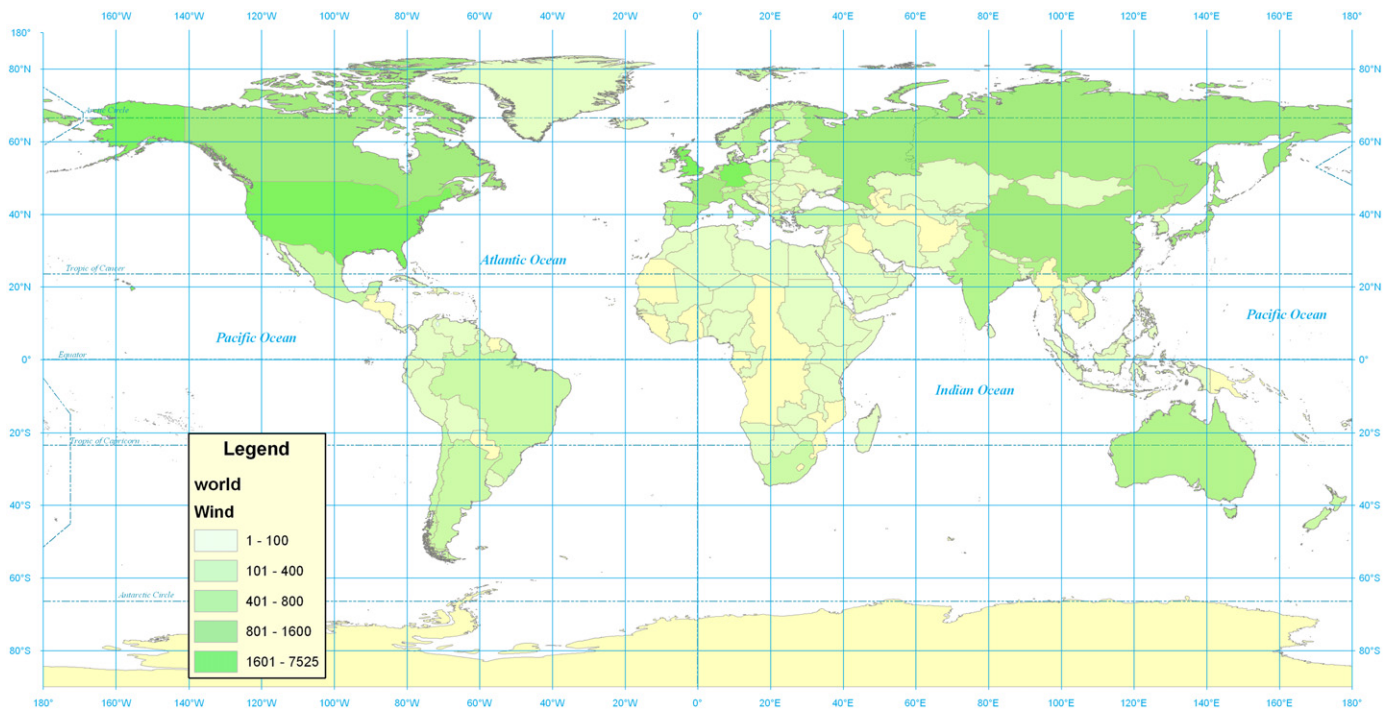 160°W 140°W 120°W 100°W 80°W 60°W 40°W 20°W 0° 20°E 40°E 60°E 80°E 100°E 120°E 140°E 160°E 180°
180°
80°N 80°N
Arctic Circle
60°N 60°N
40°N 40°N
Atlantic Ocean
Tropic of Cancer
20°N 20°N
Pacific Ocean Pacific Ocean
Equator
0° 0°
Indian Ocean
20°S 20°S
Tropic of Capricorn
Legend
world
Wind
40°S 40°S
1 - 100
101 - 400
60°S 60°S
401 - 800
Antarctic Circle
801 - 1600
80°S 80°S
1601 - 7525
180° 160°W 140°W 120°W 100°W 80°W 60°W 40°W 20°W 0° 20°E 40°E 60°E 80°E 100°E 120°E 140°E 160°E 180°